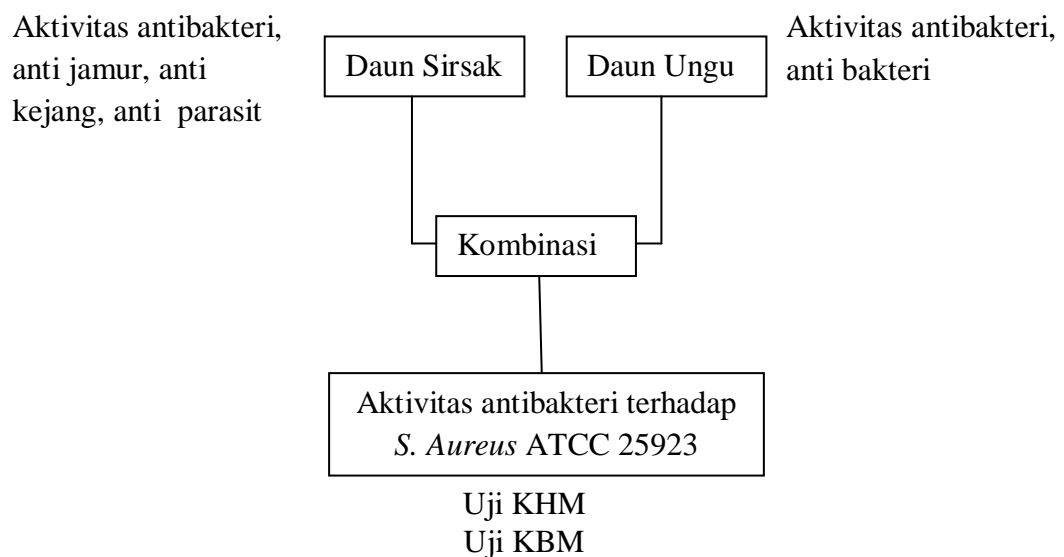 Aktivitas antibakteri,
anti jamur, anti
kejang, anti parasit
Daun Sirsak
Daun Ungu
Aktivitas antibakteri,
anti bakteri
Kombinasi
Aktivitas antibakteri terhadap
S. Aureus ATCC 25923
Uji KHM
Uji KBM